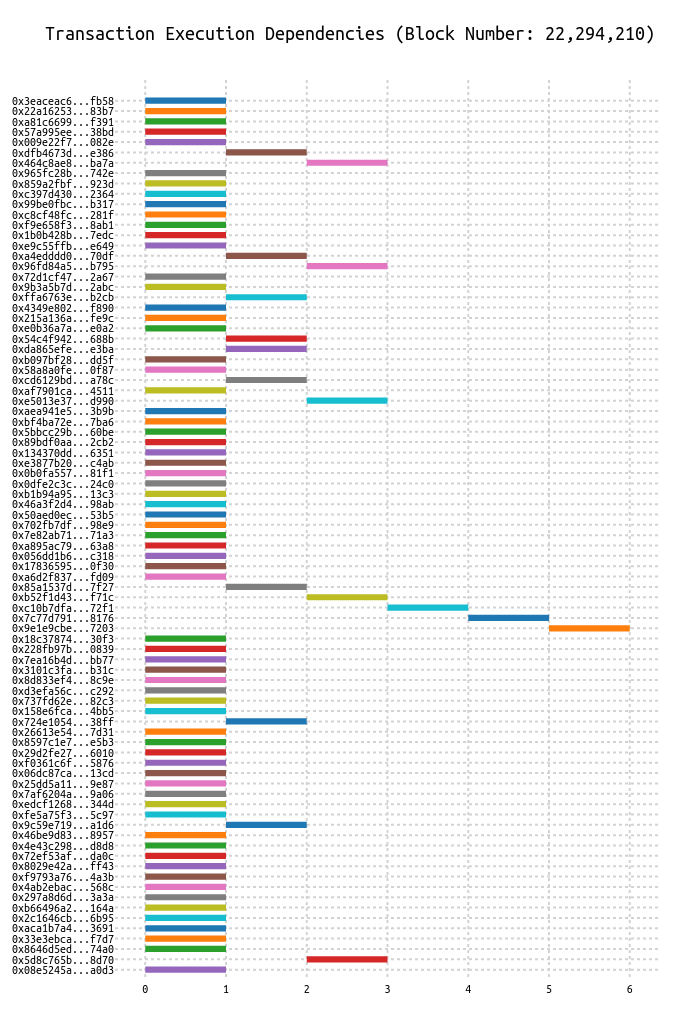 Transaction Execution Dependencies (Block Number: 22,294,210)
0x3eaceac6...fb58
0x22a16253...83b7
0xa81c6699...f391
0x57a995ee...38bd
0x009e22f7...082e
0xdfb4673d...e386
0x464c8ae8...ba7a
0x965fc28b...742e
0x859a2fbf...923d
0xc397d430...2364
0x99be0fbc...b317
0xc8cf48fc...281f
0xf9e658f3...8ab1
0x1b0b428b...7edc
0xe9c55ffb...e649
0xa4edddd0...70df
0x96fd84a5...b795
0x72d1cf47...2a67
0x9b3a5b7d...2abc
0xffa6763e...b2cb
0x4349e802...f890
0x215a136a...fe9c
0xe0b36a7a...e0a2
0x54c4f942...688b
0xda865efe...e3ba
0xb097bf28...dd5f
0x58a8a0fe...0f87
0xcd6129bd...a78c
0xaf7901ca...4511
0xe5013e37...d990
0xaea941e5...3b9b
0xbf4ba72e...7ba6
0x5bbcc29b...60be
0x89bdf0aa...2cb2
0x134370dd...6351
0xe3877b20...c4ab
0x0b0fa557...81f1
0x0dfe2c3c...24c0
0xb1b94a95...13c3
0x46a3f2d4...98ab
0x50aed0ec...53b5
0x702fb7df...98e9
0x7e82ab71...71a3
0xa895ac79...63a8
0x056dd1b6...c318
0x17836595...0f30
0xa6d2f837...fd09
0x85a1537d...7f27
0xb52f1d43...f71c
0xc10b7dfa...72f1
0x7c77d791...8176
0x9e1e9cbe...7203
0x18c37874...30f3
0x228fb97b...0839
0x7ea16b4d...bb77
0x3101c3fa...b31c
0x8d833ef4...8c9e
0xd3efa56c...c292
0x737fd62e...82c3
0x158e6fca...4bb5
0x724e1054...38ff
0x26613e54...7d31
0x8597c1e7...e5b3
0x29d2fe27...6010
0xf0361c6f...5876
0x06dc87ca...13cd
0x25dd5a11...9e87
0x7af6204a...9a06
0xedcf1268...344d
0xfe5a75f3...5c97
0x9c59e719...a1d6
0x46be9d83...8957
0x4e43c298...d8d8
0x72ef53af...da0c
0x8029e42a...ff43
0xf9793a76...4a3b
0x4ab2ebac...568c
0x297a8d6d...3a3a
0xb66496a2...164a
0x2c1646cb...6b95
0xaca1b7a4...3691
0x33e3ebca...f7d7
0x8646d5ed...74a0
0x5d8c765b...8d70
0x08e5245a...a0d3
0 1 2 3 4 5 6